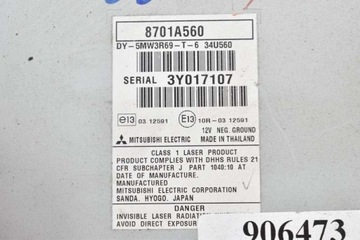 8701A560
DY-5MW3R69-T-6 34U560
SERIAL 3Y017107
e13 03 12591 E13 10R-03 12591
12V NEG. GROUND
MITSUBISHI ELECTRIC MADE IN THAILAND
CLASS 1 LASER PRODUCT
PRODUCT COMPLIES WITH DHHS RULES 21
CFR SUBCHAPTER J PART 1040:10 AT
DATE OF MANUFACTURE.
MANUFACTURED
MITSUBISHI ELECTRIC CORPORATION
SANDA. HYOGO. JAPAN
DANGER
INVISIBLE LASER
AVOID DIRECT EXPOSURE
906473